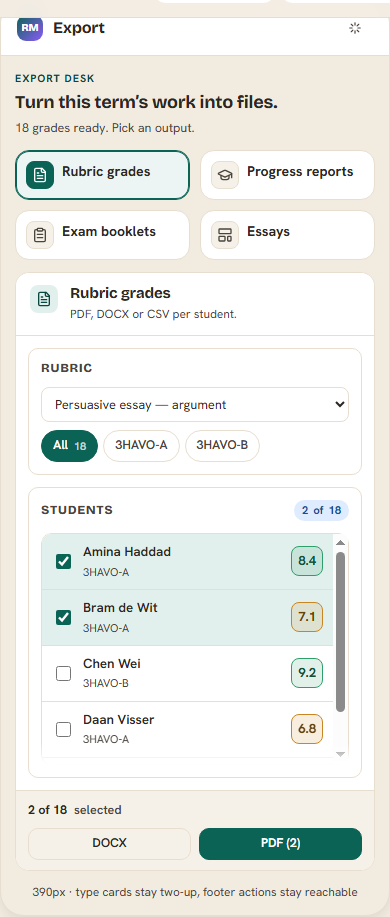 RM Export
EXPORT DESK
Turn this term's work into files.
18 grades ready. Pick an output.
Rubric grades
Progress reports
Exam booklets
Essays
Rubric grades
PDF, DOCX or CSV per student.
RUBRIC
Persuasive essay — argument
All 18 3HAVO-A 3HAVO-B
STUDENTS 2 of 18
Amina Haddad
3HAVO-A
8.4
Bram de Wit
3HAVO-A
7.1
Chen Wei
3HAVO-B
9.2
Daan Visser
3HAVO-A
6.8
2 of 18 selected
DOCX PDF (2)
390px · type cards stay two-up, footer actions stay reachable